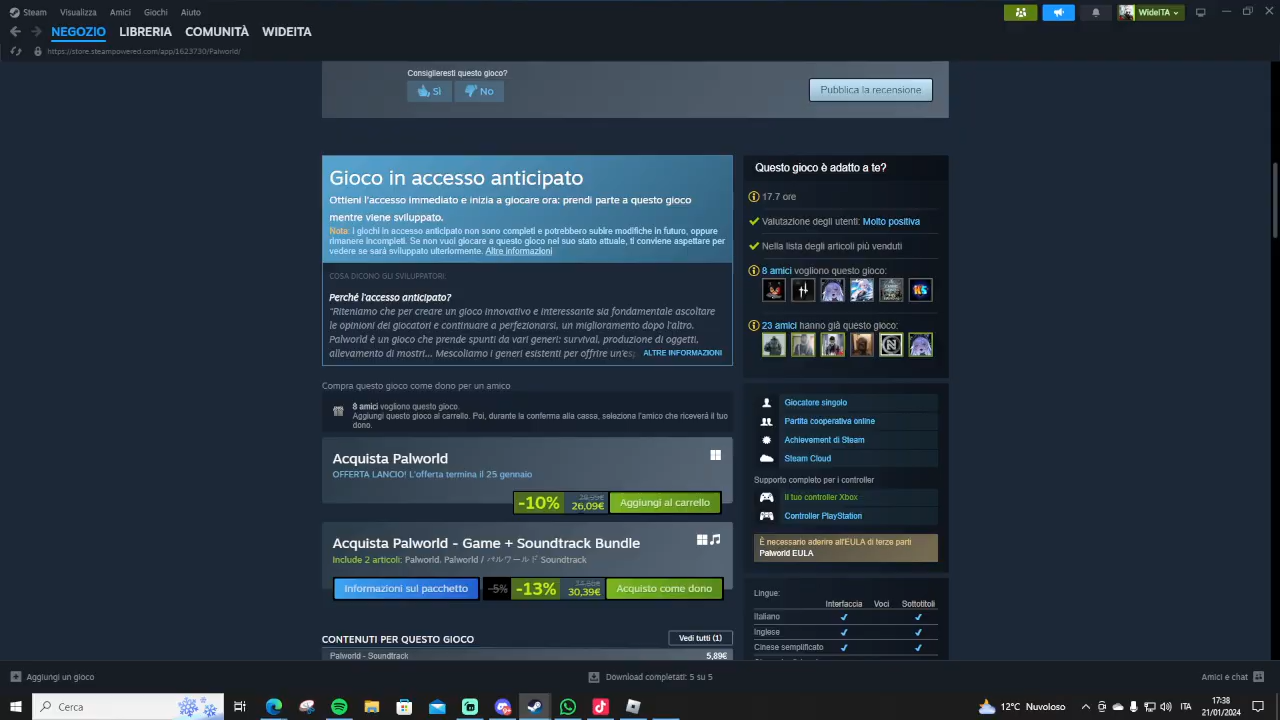 Steam Visualizza Amici Giochi Aiuto
WideITA
NEGOZIO LIBRERIA COMUNITÀ WIDEITA
https://store.steampowered.com/app/1623730/Palworld/
Consiglieresti questo gioco?
Sì No
Pubblica la recensione
Gioco in accesso anticipato
Ottieni l'accesso immediato e inizia a giocare ora: prendi parte a questo gioco
mentre viene sviluppato.
Nota: I giochi in accesso anticipato non sono completi e potrebbero subire modifiche in futuro, oppure
rimanere incompleti. Se non vuoi giocare a questo gioco nel suo stato attuale, ti conviene aspettare per
vedere se sarà sviluppato ulteriormente. Altre informazioni
COSA DICONO GLI SVILUPPATORI:
Perché l'accesso anticipato?
"Riteniamo che per creare un gioco innovativo e interessante sia fondamentale ascoltare
le opinioni dei giocatori e continuare a perfezionarsi, un miglioramento dopo l'altro.
Palworld è un gioco che prende spunti da vari generi: survival, produzione di oggetti,
allevamento di mostri... Mescoliamo i generi esistenti per offrire un'es
ALTRE INFORMAZIONI
Compra questo gioco come dono per un amico
8 amici vogliono questo gioco.
Aggiungi questo gioco al carrello. Poi, durante la conferma alla cassa, seleziona l'amico che riceverà il tuo
dono.
Acquista Palworld
OFFERTA LANCIO! L'offerta termina il 25 gennaio
-10% 28,99€ 26,09€ Aggiungi al carrello
Acquista Palworld - Game + Soundtrack Bundle
Include 2 articoli: Palworld, Palworld / パルワールド Soundtrack
Informazioni sul pacchetto -5% -13% 30,39€ Acquisto come dono
CONTENUTI PER QUESTO GIOCO Vedi tutti (1)
Palworld - Soundtrack 5,89€
Questo gioco è adatto a te?
17.7 ore
Valutazione degli utenti: Molto positiva
Nella lista degli articoli più venduti
8 amici vogliono questo gioco:
23 amici hanno già questo gioco:
Giocatore singolo
Partita cooperativa online
Achievement di Steam
Steam Cloud
Supporto completo per i controller
Il tuo controller Xbox
Controller PlayStation
È necessario aderire all'EULA di terze parti
Palworld EULA
Lingue:
Interfaccia Voci Sottotitoli
Italiano
Inglese
Cinese semplificato
Aggiungi un gioco
Download completati: 5 su 5
Amici e chat
Cerca
12°C Nuvoloso
ITA
17:38
21/01/2024